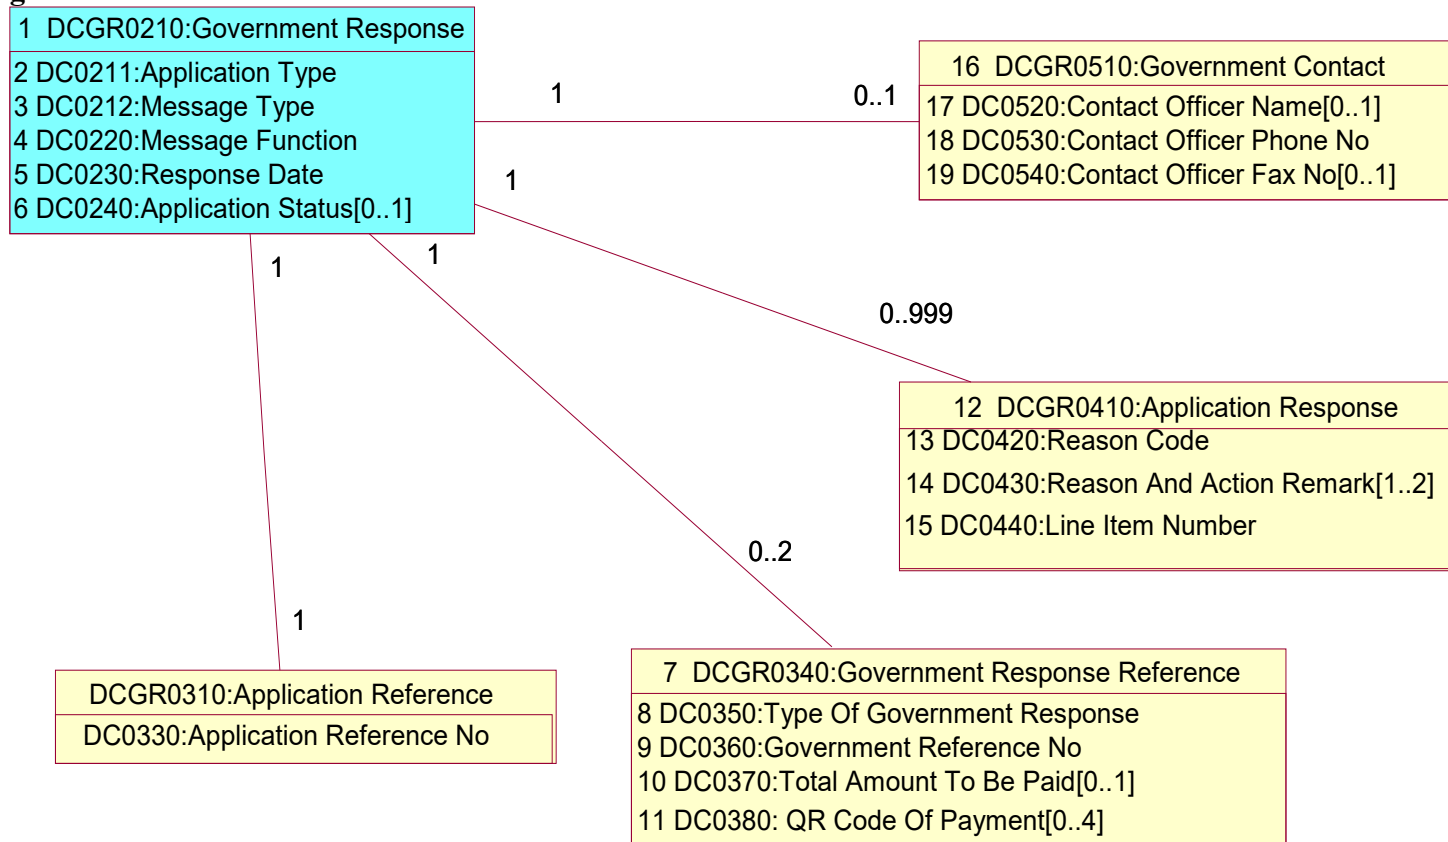 g
1 DCGR0210:Government Response
2 DC0211:Application Type
3 DC0212:Message Type
4 DC0220:Message Function
5 DC0230:Response Date
6 DC0240:Application Status[0..1]
1
0..1
16 DCGR0510:Government Contact
17 DC0520:Contact Officer Name[0..1]
18 DC0530:Contact Officer Phone No
19 DC0540:Contact Officer Fax No[0..1]
1
1
1
0..999
12 DCGR0410:Application Response
13 DC0420:Reason Code
14 DC0430:Reason And Action Remark[1..2]
15 DC0440:Line Item Number
0..2
1
DCGR0310:Application Reference
DC0330:Application Reference No
7 DCGR0340:Government Response Reference
8 DC0350:Type Of Government Response
9 DC0360:Government Reference No
10 DC0370:Total Amount To Be Paid[0..1]
11 DC0380: QR Code Of Payment[0..4]